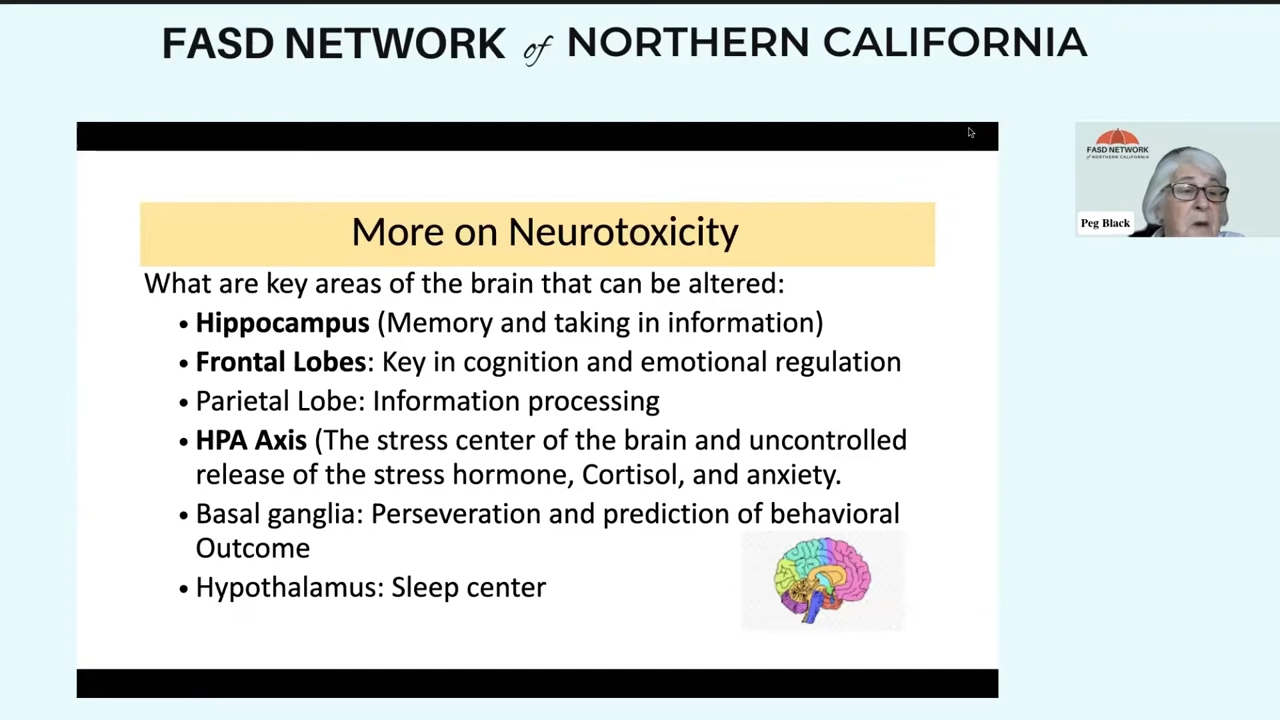 FASD NETWORK of NORTHERN CALIFORNIA
FASD NETWORK
of NORTHERN CALIFORNIA
Peg Black
More on Neurotoxicity
What are key areas of the brain that can be altered:
• Hippocampus (Memory and taking in information)
• Frontal Lobes: Key in cognition and emotional regulation
• Parietal Lobe: Information processing
• HPA Axis (The stress center of the brain and uncontrolled
release of the stress hormone, Cortisol, and anxiety.
• Basal ganglia: Perseveration and prediction of behavioral
Outcome
• Hypothalamus: Sleep center